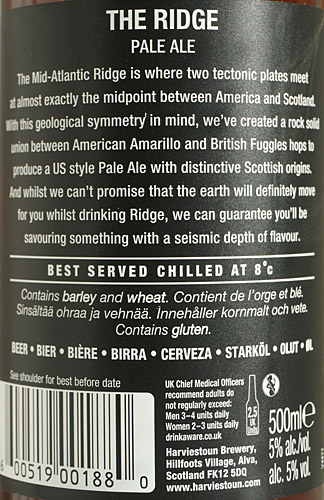 THE RIDGE
PALE ALE
The Mid-Atlantic Ridge is where two tectonic plates meet
at almost exactly the midpoint between America and Scotland.
With this geological symmetry in mind, we've created a rock solid
union between American Amarillo and British Fuggles hops to
produce a US style Pale Ale with distinctive Scottish origins.
And whilst we can't promise that the earth will definitely move
for you whilst drinking Ridge, we can guarantee you'll be
savouring something with a seismic depth of flavour.
BEST SERVED CHILLED AT 8°c
Contains barley and wheat. Contient de l'orge et blé.
Sinsältää ohraa ja vehnää. Innehåller kornmalt och vete.
Contains gluten.
BEER • BIER • BIÈRE • BIRRA • CERVEZA • STARKÖL • OLUT • ØL
See shoulder for best before date
UK Chief Medical Officers
recommend adults do
not regularly exceed:
Men 3–4 units daily
Women 2–3 units daily
drinkaware.co.uk
2.5
UK Units
Harviestoun Brewery,
Hillfoots Village, Alva,
Scotland FK12 5DQ
www.harviestoun.com
500ml e
5% alc./vol.
alc. 5% vol.
00519 00188 0